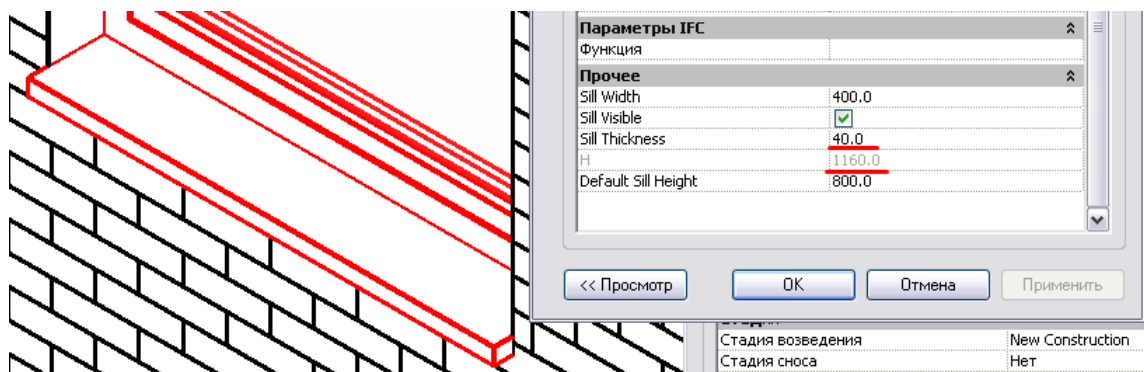 Параметры IFC
Функция
Прочее
Sill Width 400.0
Sill Visible
Sill Thickness 40.0
H 1160.0
Default Sill Height 800.0
<< Просмотр OK Отмена Применить
Стадии
Стадия возведения New Construction
Стадия сноса Нет